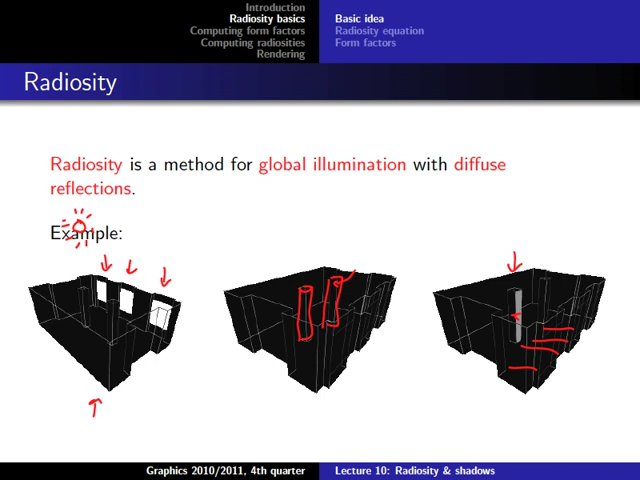 Introduction
Radiosity basics
Computing form factors
Computing radiosities
Rendering
Basic idea
Radiosity equation
Form factors
Radiosity
Radiosity is a method for global illumination with diffuse
reflections.
Example:
Graphics 2010/2011, 4th quarter
Lecture 10: Radiosity & shadows